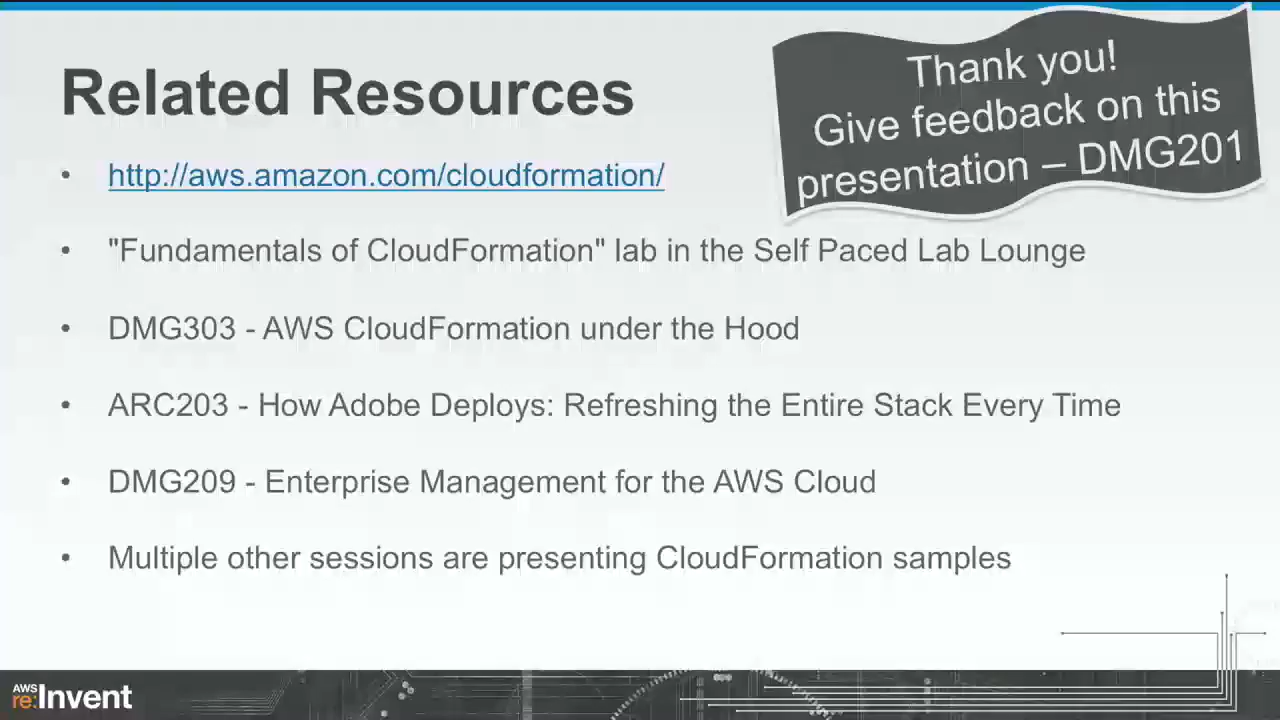 Related Resources
Thank you!
Give feedback on this
presentation – DMG201
• http://aws.amazon.com/cloudformation/
• "Fundamentals of CloudFormation" lab in the Self Paced Lab Lounge
• DMG303 - AWS CloudFormation under the Hood
• ARC203 - How Adobe Deploys: Refreshing the Entire Stack Every Time
• DMG209 - Enterprise Management for the AWS Cloud
• Multiple other sessions are presenting CloudFormation samples
AWS
re:Invent